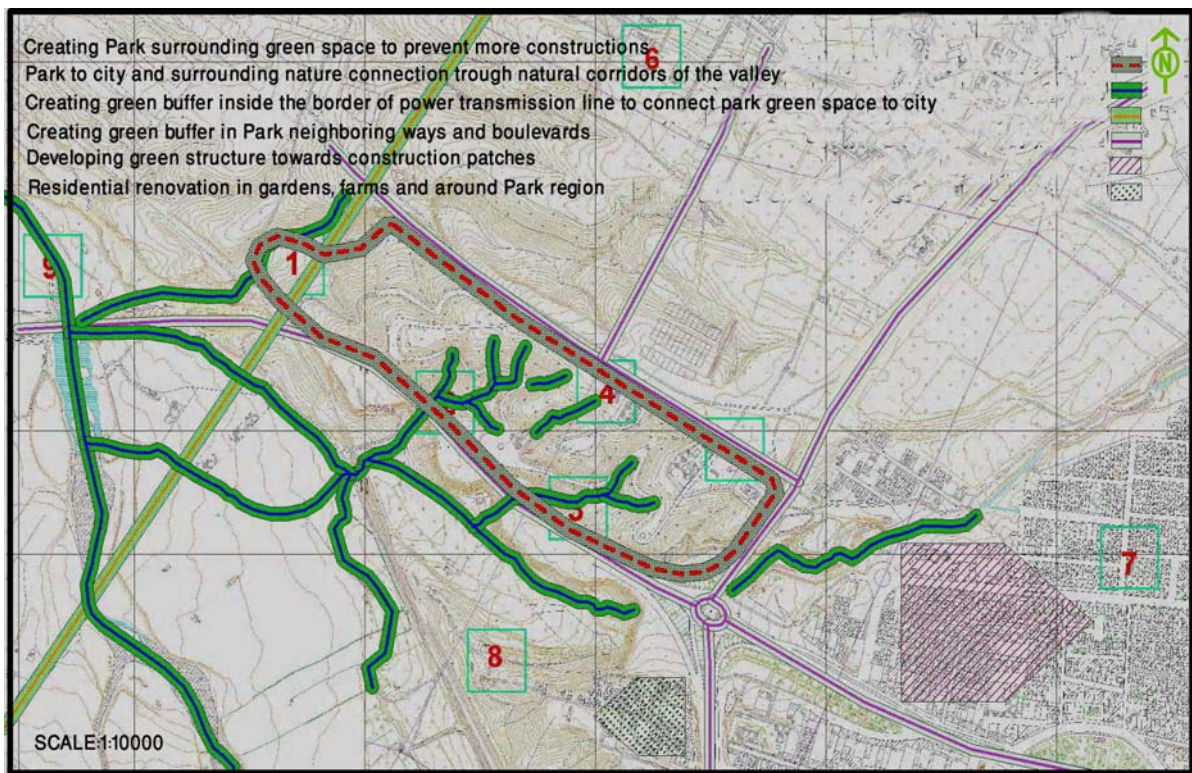 Creating Park surrounding green space to prevent more constructions
6
N
Park to city and surrounding nature connection trough natural corridors of the valley
Creating green buffer inside the border of power transmission line to connect park green space to city
Creating green buffer in Park neighboring ways and boulevards
Developing green structure towards construction patches
Residential renovation in gardens, farms and around Park region
9
1
4
5
7
8
SCALE:1:10000